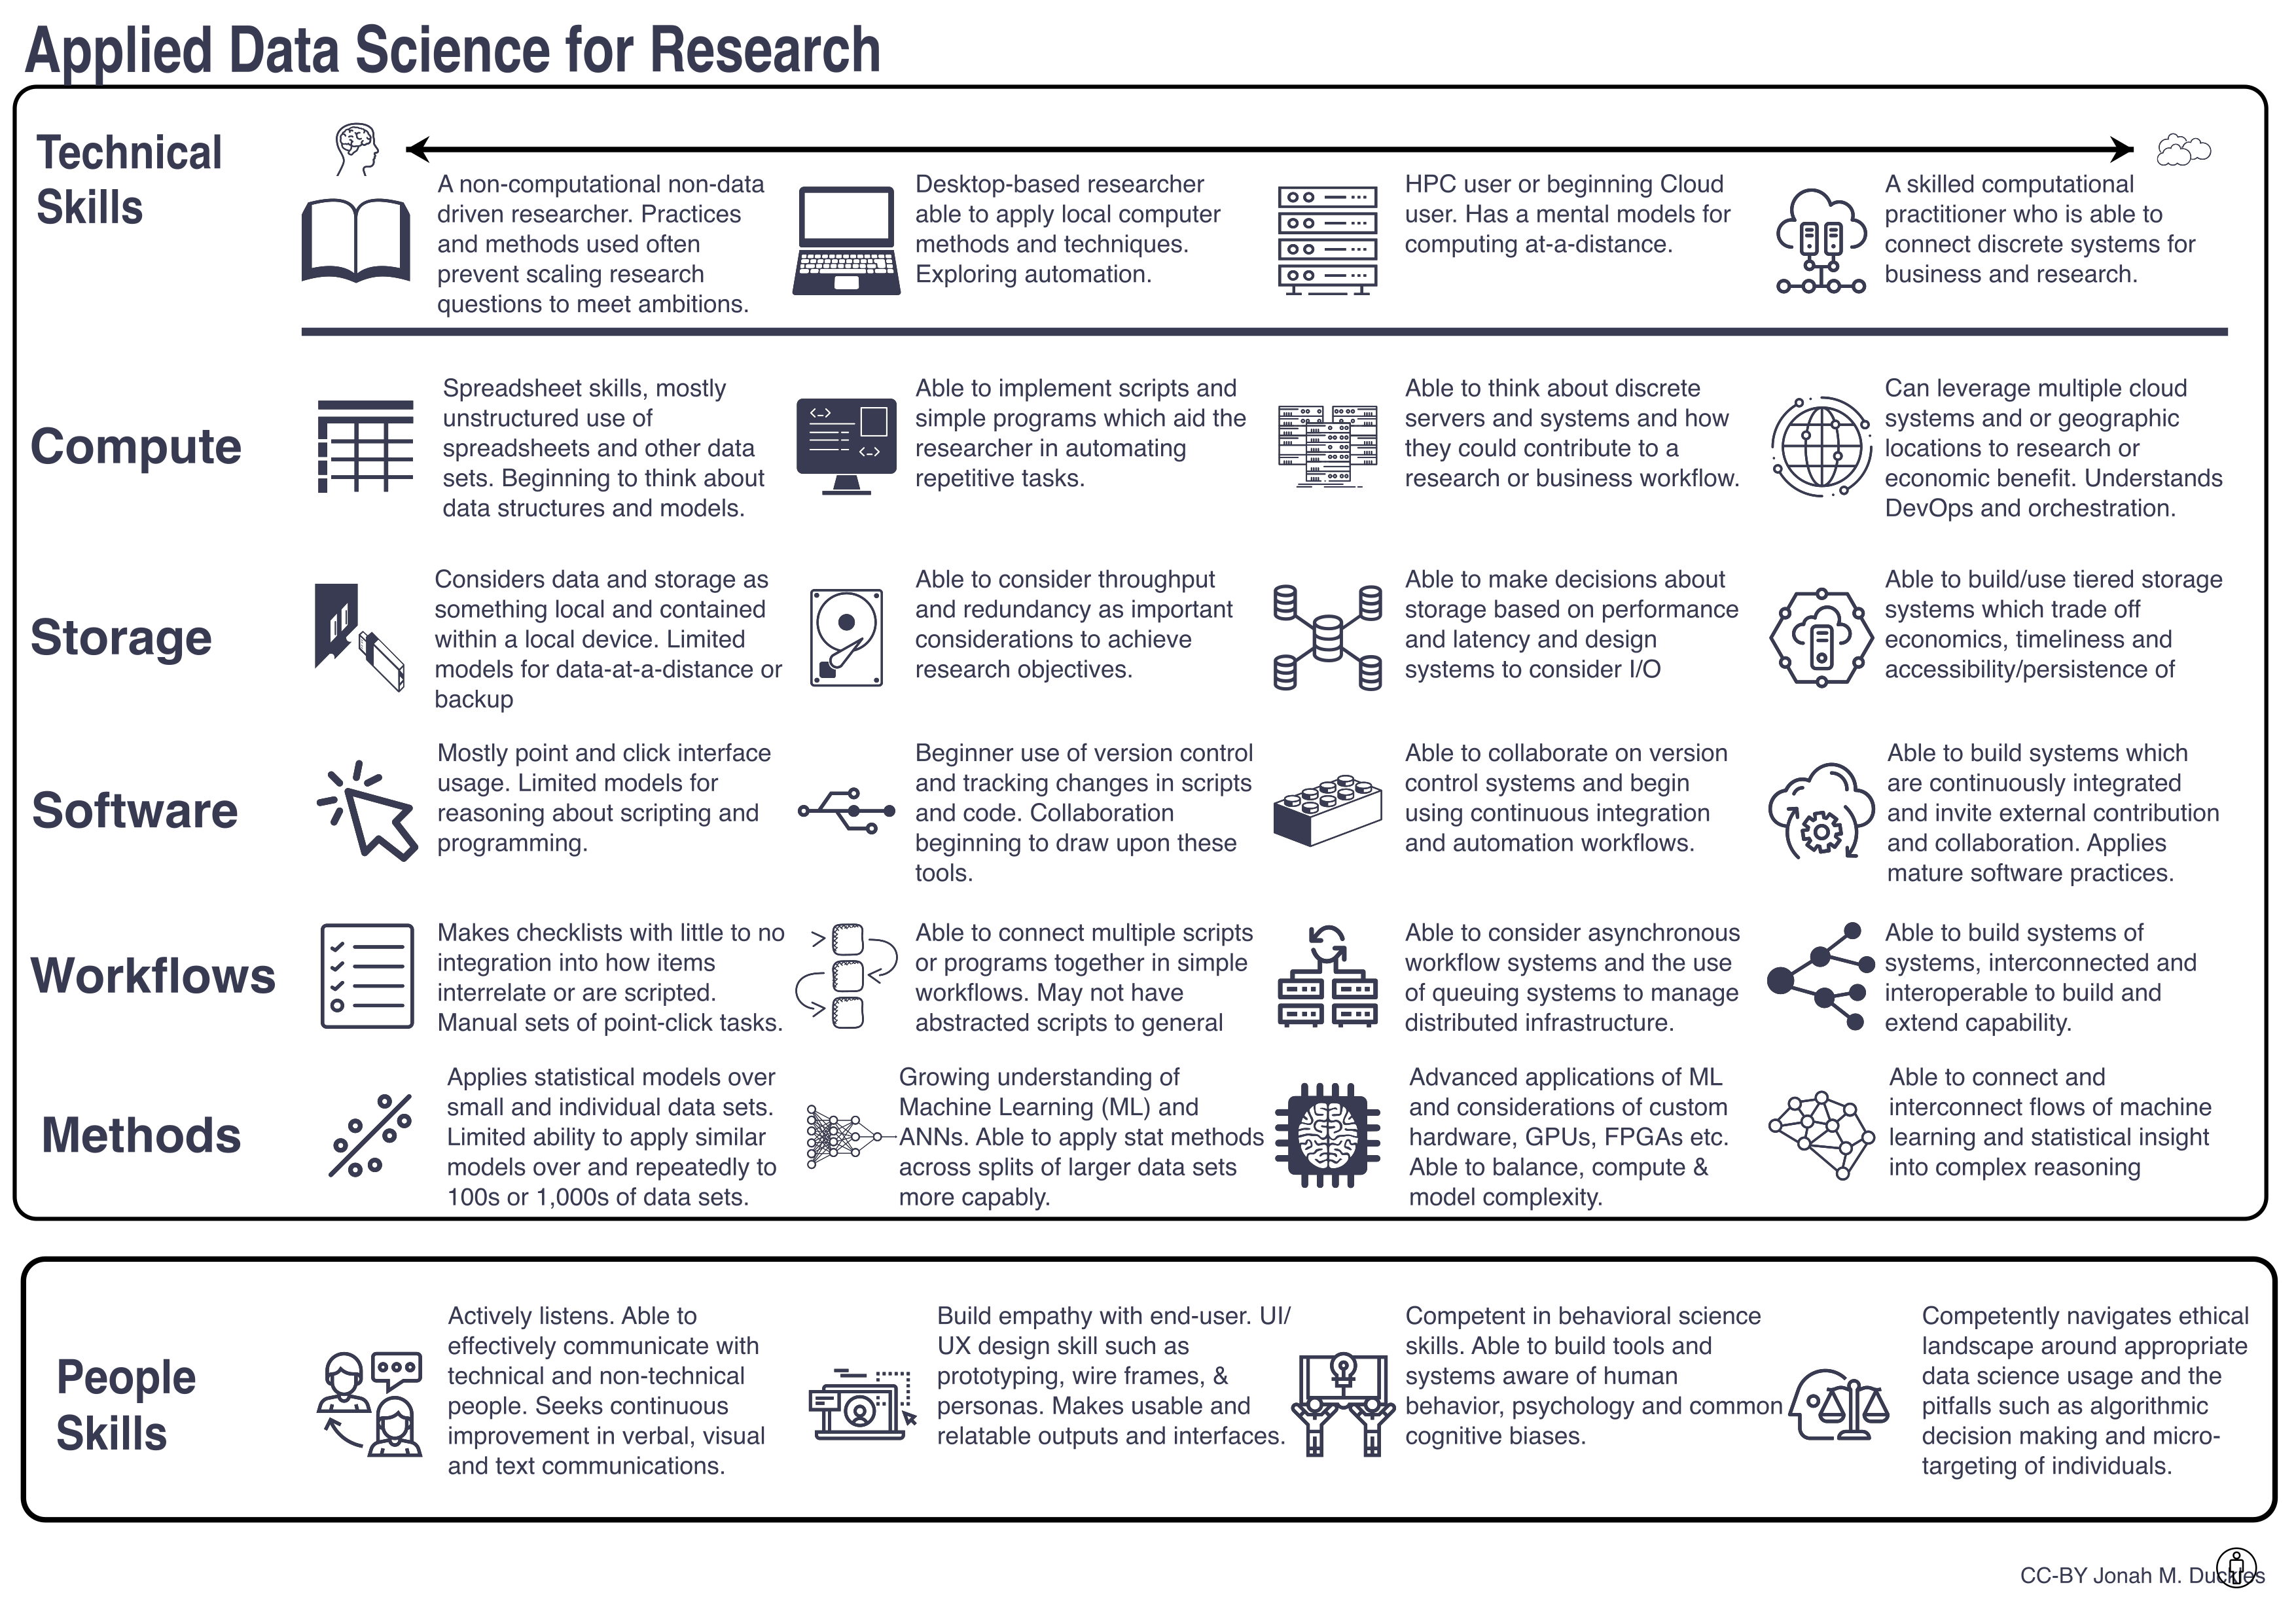 Applied Data Science for Research
Technical
Skills
A non-computational non-data
driven researcher. Practices
and methods used often
prevent scaling research
questions to meet ambitions.
Desktop-based researcher
able to apply local computer
methods and techniques.
Exploring automation.
HPC user or beginning Cloud
user. Has a mental models for
computing at-a-distance.
A skilled computational
practitioner who is able to
connect discrete systems for
business and research.
Compute
Spreadsheet skills, mostly
unstructured use of
spreadsheets and other data
sets. Beginning to think about
data structures and models.
Able to implement scripts and
simple programs which aid the
researcher in automating
repetitive tasks.
Able to think about discrete
servers and systems and how
they could contribute to a
research or business workflow.
Can leverage multiple cloud
systems and or geographic
locations to research or
economic benefit. Understands
DevOps and orchestration.
Storage
Considers data and storage as
something local and contained
within a local device. Limited
models for data-at-a-distance or
backup
Able to consider throughput
and redundancy as important
considerations to achieve
research objectives.
Able to make decisions about
storage based on performance
and latency and design
systems to consider I/O
Able to build/use tiered storage
systems which trade off
economics, timeliness and
accessibility/persistence of
Software
Mostly point and click interface
usage. Limited models for
reasoning about scripting and
programming.
Beginner use of version control
and tracking changes in scripts
and code. Collaboration
beginning to draw upon these
tools.
Able to collaborate on version
control systems and begin
using continuous integration
and automation workflows.
Able to build systems which
are continuously integrated
and invite external contribution
and collaboration. Applies
mature software practices.
Workflows
Makes checklists with little to no
integration into how items
interrelate or are scripted.
Manual sets of point-click tasks.
Able to connect multiple scripts
or programs together in simple
workflows. May not have
abstracted scripts to general
Able to consider asynchronous
workflow systems and the use
of queuing systems to manage
distributed infrastructure.
Able to build systems of
systems, interconnected and
interoperable to build and
extend capability.
Methods
Applies statistical models over
small and individual data sets.
Limited ability to apply similar
models over and repeatedly to
100s or 1,000s of data sets.
Growing understanding of
Machine Learning (ML) and
ANNs. Able to apply stat methods
across splits of larger data sets
more capably.
Advanced applications of ML
and considerations of custom
hardware, GPUs, FPGAs etc.
Able to balance, compute &
model complexity.
Able to connect and
interconnect flows of machine
learning and statistical insight
into complex reasoning
People
Skills
Actively listens. Able to
effectively communicate with
technical and non-technical
people. Seeks continuous
improvement in verbal, visual
and text communications.
Build empathy with end-user. UI/
UX design skill such as
prototyping, wire frames, &
personas. Makes usable and
relatable outputs and interfaces.
Competent in behavioral science
skills. Able to build tools and
systems aware of human
behavior, psychology and common
cognitive biases.
Competently navigates ethical
landscape around appropriate
data science usage and the
pitfalls such as algorithmic
decision making and micro-
targeting of individuals.
CC-BY Jonah M. Duckles